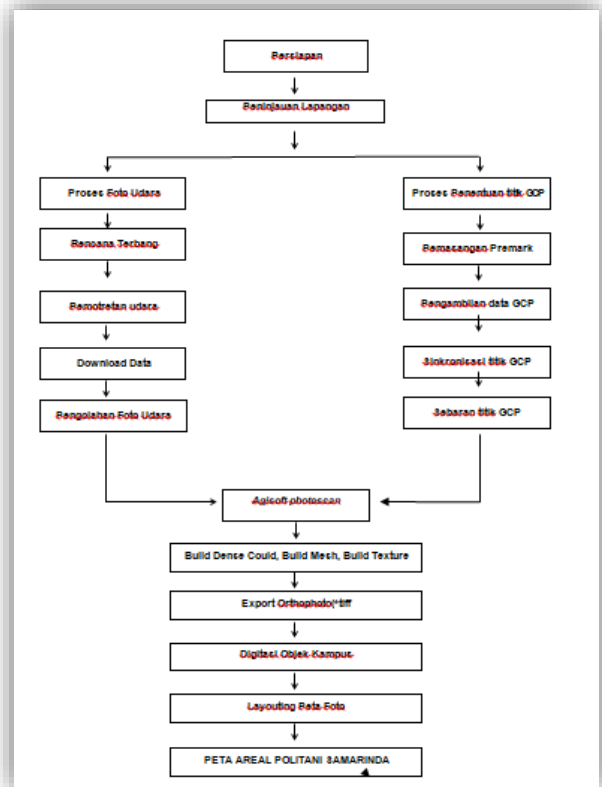 Persiapan
Peninjauan Lapangan
Proses Foto Udara
Rencana Terbang
Pemotretan udara
Download Data
Pengolahan Foto Udara
Proses Penentuan titik GCP
Pemasangan Premark
Pengambilan data GCP
Sinkronisasi titik GCP
Sebaran titik GCP
Agisoft photoscan
Build Dense Could, Build Mesh, Build Texture
Export Orthophoto(*tiff
Digitasi Objek Kampus
Layouting Peta Foto
PETA AREAL POLITANI SAMARINDA